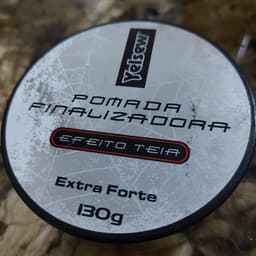 Yelsew
POMADA
FINALIZADORA
EFEITO TEIA
Extra Forte
130g